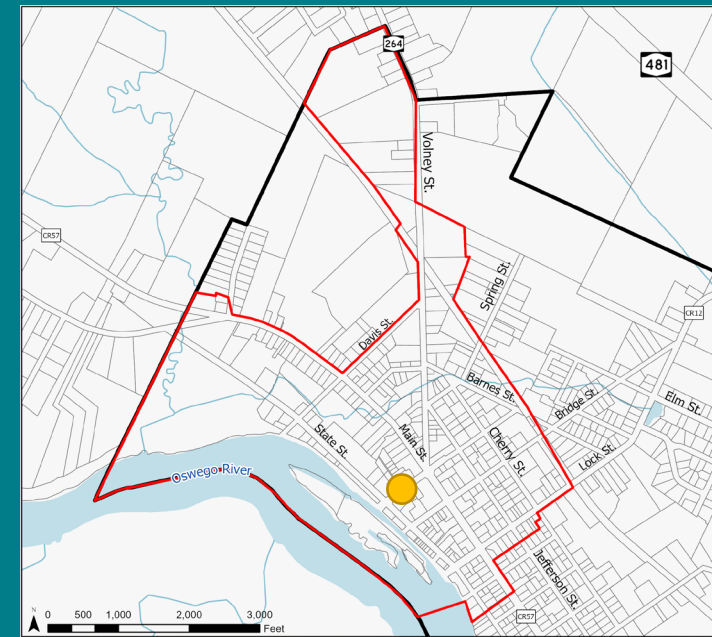 264
481
Volney St.
CR57
Spring St.
CR12
Davis St.
Barnes St.
Bridge St.
Elm St.
State St.
Main St.
Cherry St.
Lock St.
Oswego River
Jefferson St.
CR57
N
0 500 1,000 2,000 3,000
Feet